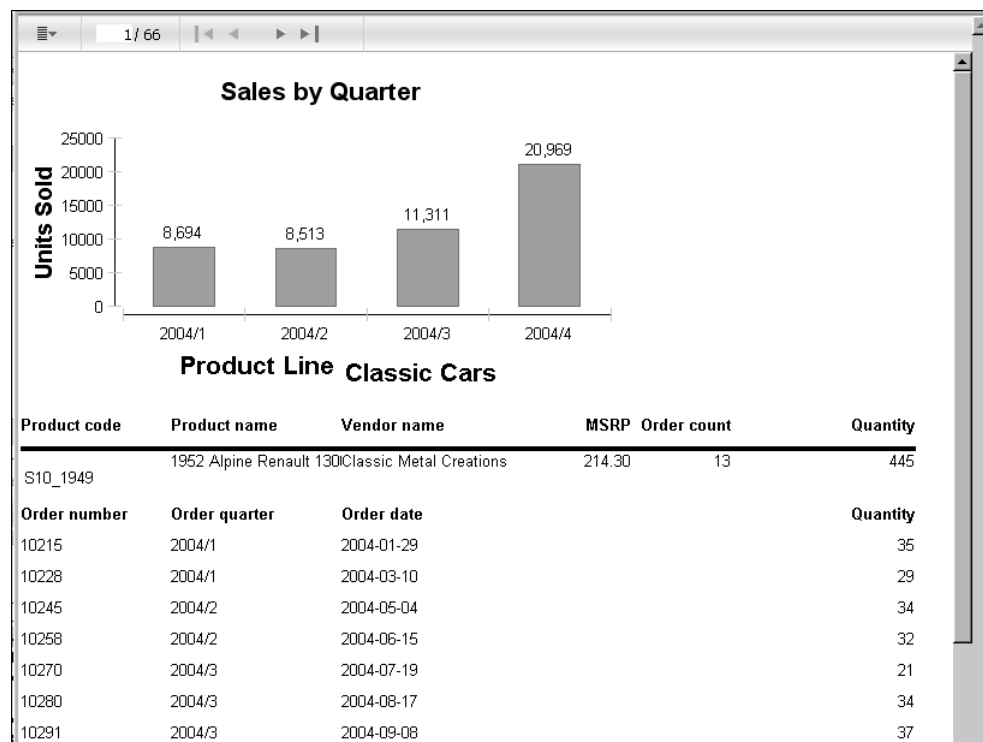 1/ 66
Sales by Quarter
Units Sold
25000
20000
15000
10000
5000
0
8,694
8,513
11,311
20,969
2004/1 2004/2 2004/3 2004/4
Product Line Classic Cars
Product code Product name Vendor name MSRP Order count Quantity
1952 Alpine Renault 130 Classic Metal Creations 214.30 13 445
S10_1949
Order number Order quarter Order date Quantity
10215 2004/1 2004-01-29 35
10228 2004/1 2004-03-10 29
10245 2004/2 2004-05-04 34
10258 2004/2 2004-06-15 32
10270 2004/3 2004-07-19 21
10280 2004/3 2004-08-17 34
10291 2004/3 2004-09-08 37